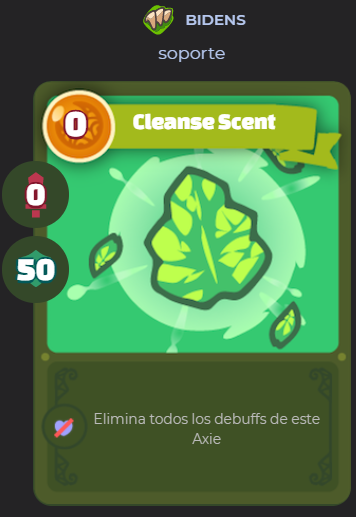 BIDENS
soporte
0
Cleanse Scent
0
50
Elimina todos los debuffs de este
Axie